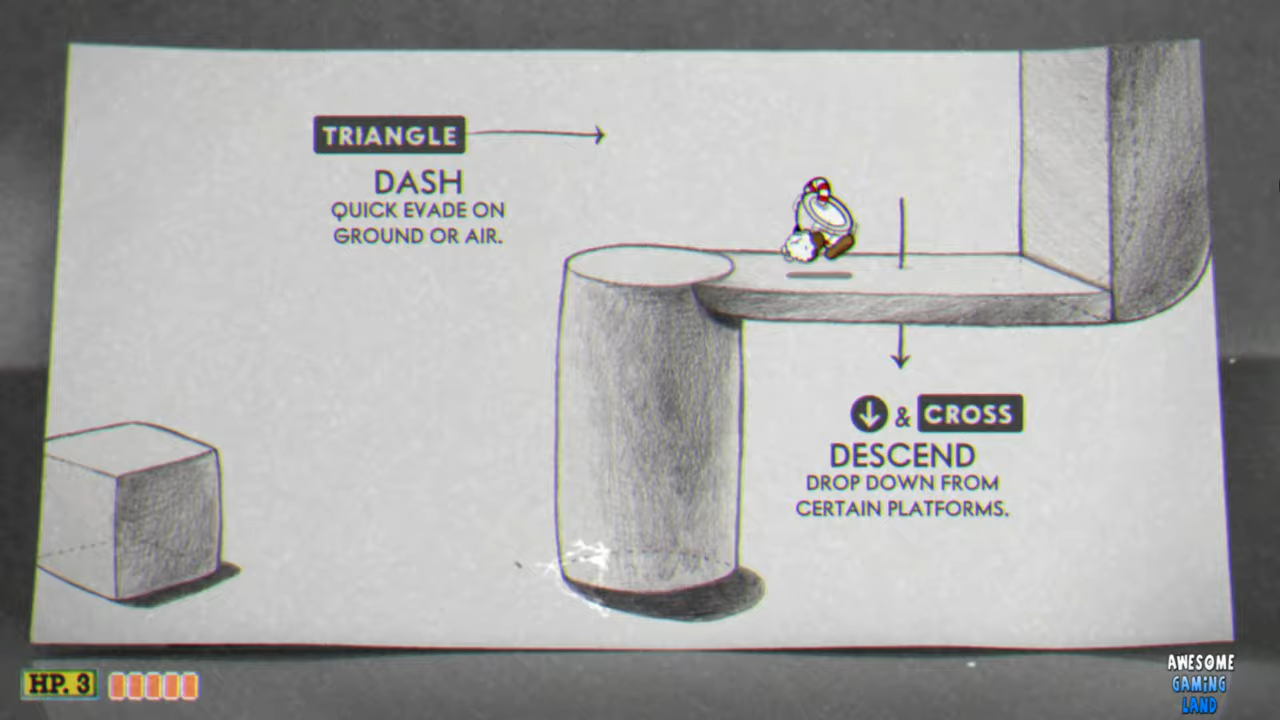 TRIANGLE
DASH
QUICK EVADE ON
GROUND OR AIR.
↓ & CROSS
DESCEND
DROP DOWN FROM
CERTAIN PLATFORMS.
HP. 3
AWESOME
GAMING
LAND